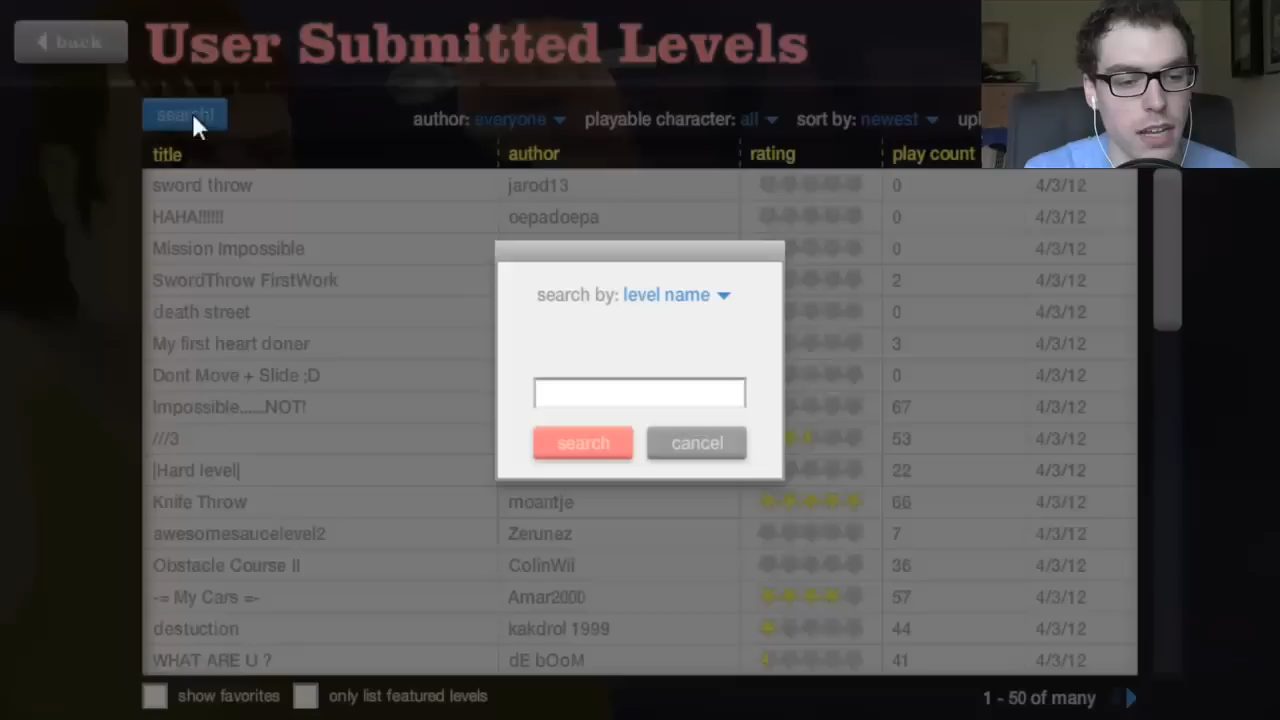 back
User Submitted Levels
search!
author: everyone
playable character: all
sort by: newest
upl
title
author
rating
play count
sword throw jarod13 0 4/3/12
HAHA!!!!!! oepadoepa 0 4/3/12
Mission Impossible 0 4/3/12
SwordThrow FirstWork 2 4/3/12
death street 0 4/3/12
My first heart doner 3 4/3/12
Dont Move + Slide ;D 0 4/3/12
Impossible......NOT! 67 4/3/12
///3 53 4/3/12
|Hard level| 22 4/3/12
Knife Throw moantje 66 4/3/12
awesomesaucelevel2 Zerunez 7 4/3/12
Obstacle Course II ColinWii 36 4/3/12
-= My Cars =- Amar2000 57 4/3/12
destuction kakdrol 1999 44 4/3/12
WHAT ARE U ? dE bOoM 41 4/3/12
search by: level name
search
cancel
show favorites
only list featured levels
1 - 50 of many